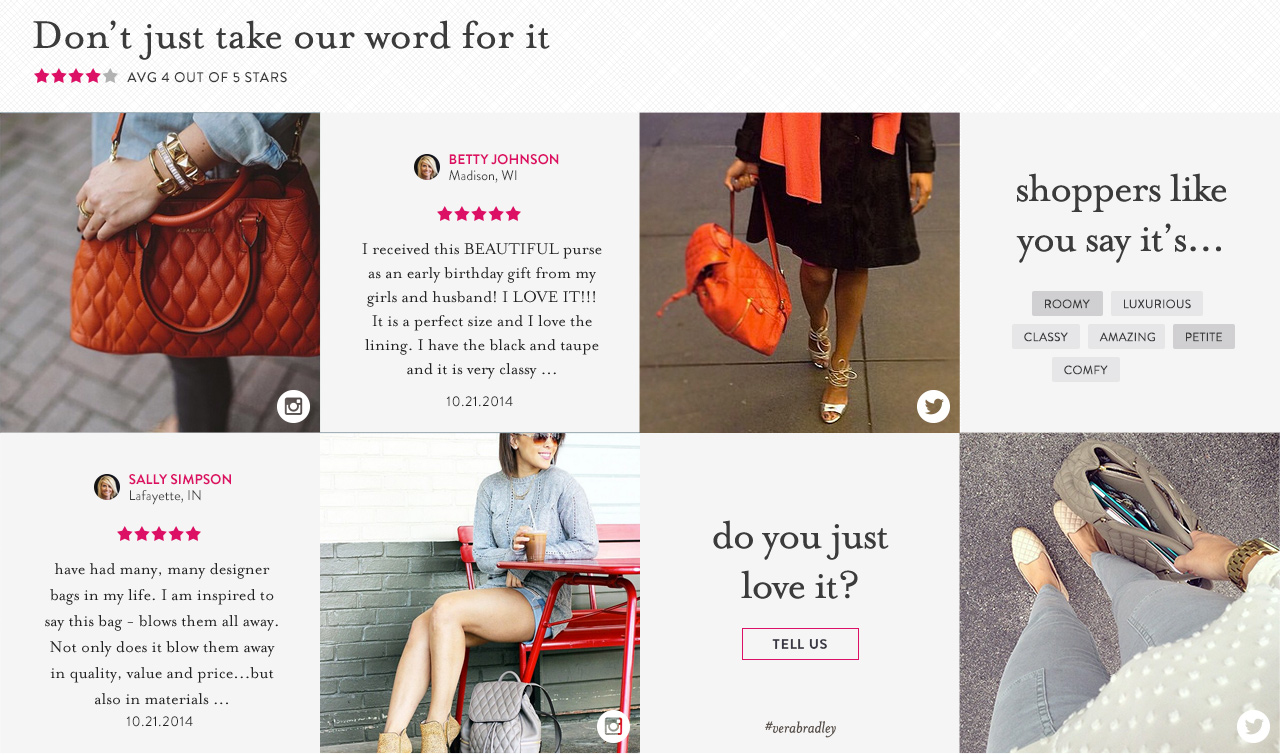 Don't just take our word for it
AVG 4 OUT OF 5 STARS
BETTY JOHNSON
Madison, WI
I received this BEAUTIFUL purse
as an early birthday gift from my
girls and husband! I LOVE IT!!!
It is a perfect size and I love the
lining. I have the black and taupe
and it is very classy ...
10.21.2014
shoppers like
you say it's...
ROOMY LUXURIOUS
CLASSY AMAZING PETITE
COMFY
SALLY SIMPSON
Lafayette, IN
have had many, many designer
bags in my life. I am inspired to
say this bag - blows them all away.
Not only does it blow them away
in quality, value and price...but
also in materials ...
10.21.2014
do you just
love it?
TELL US
#verabradley